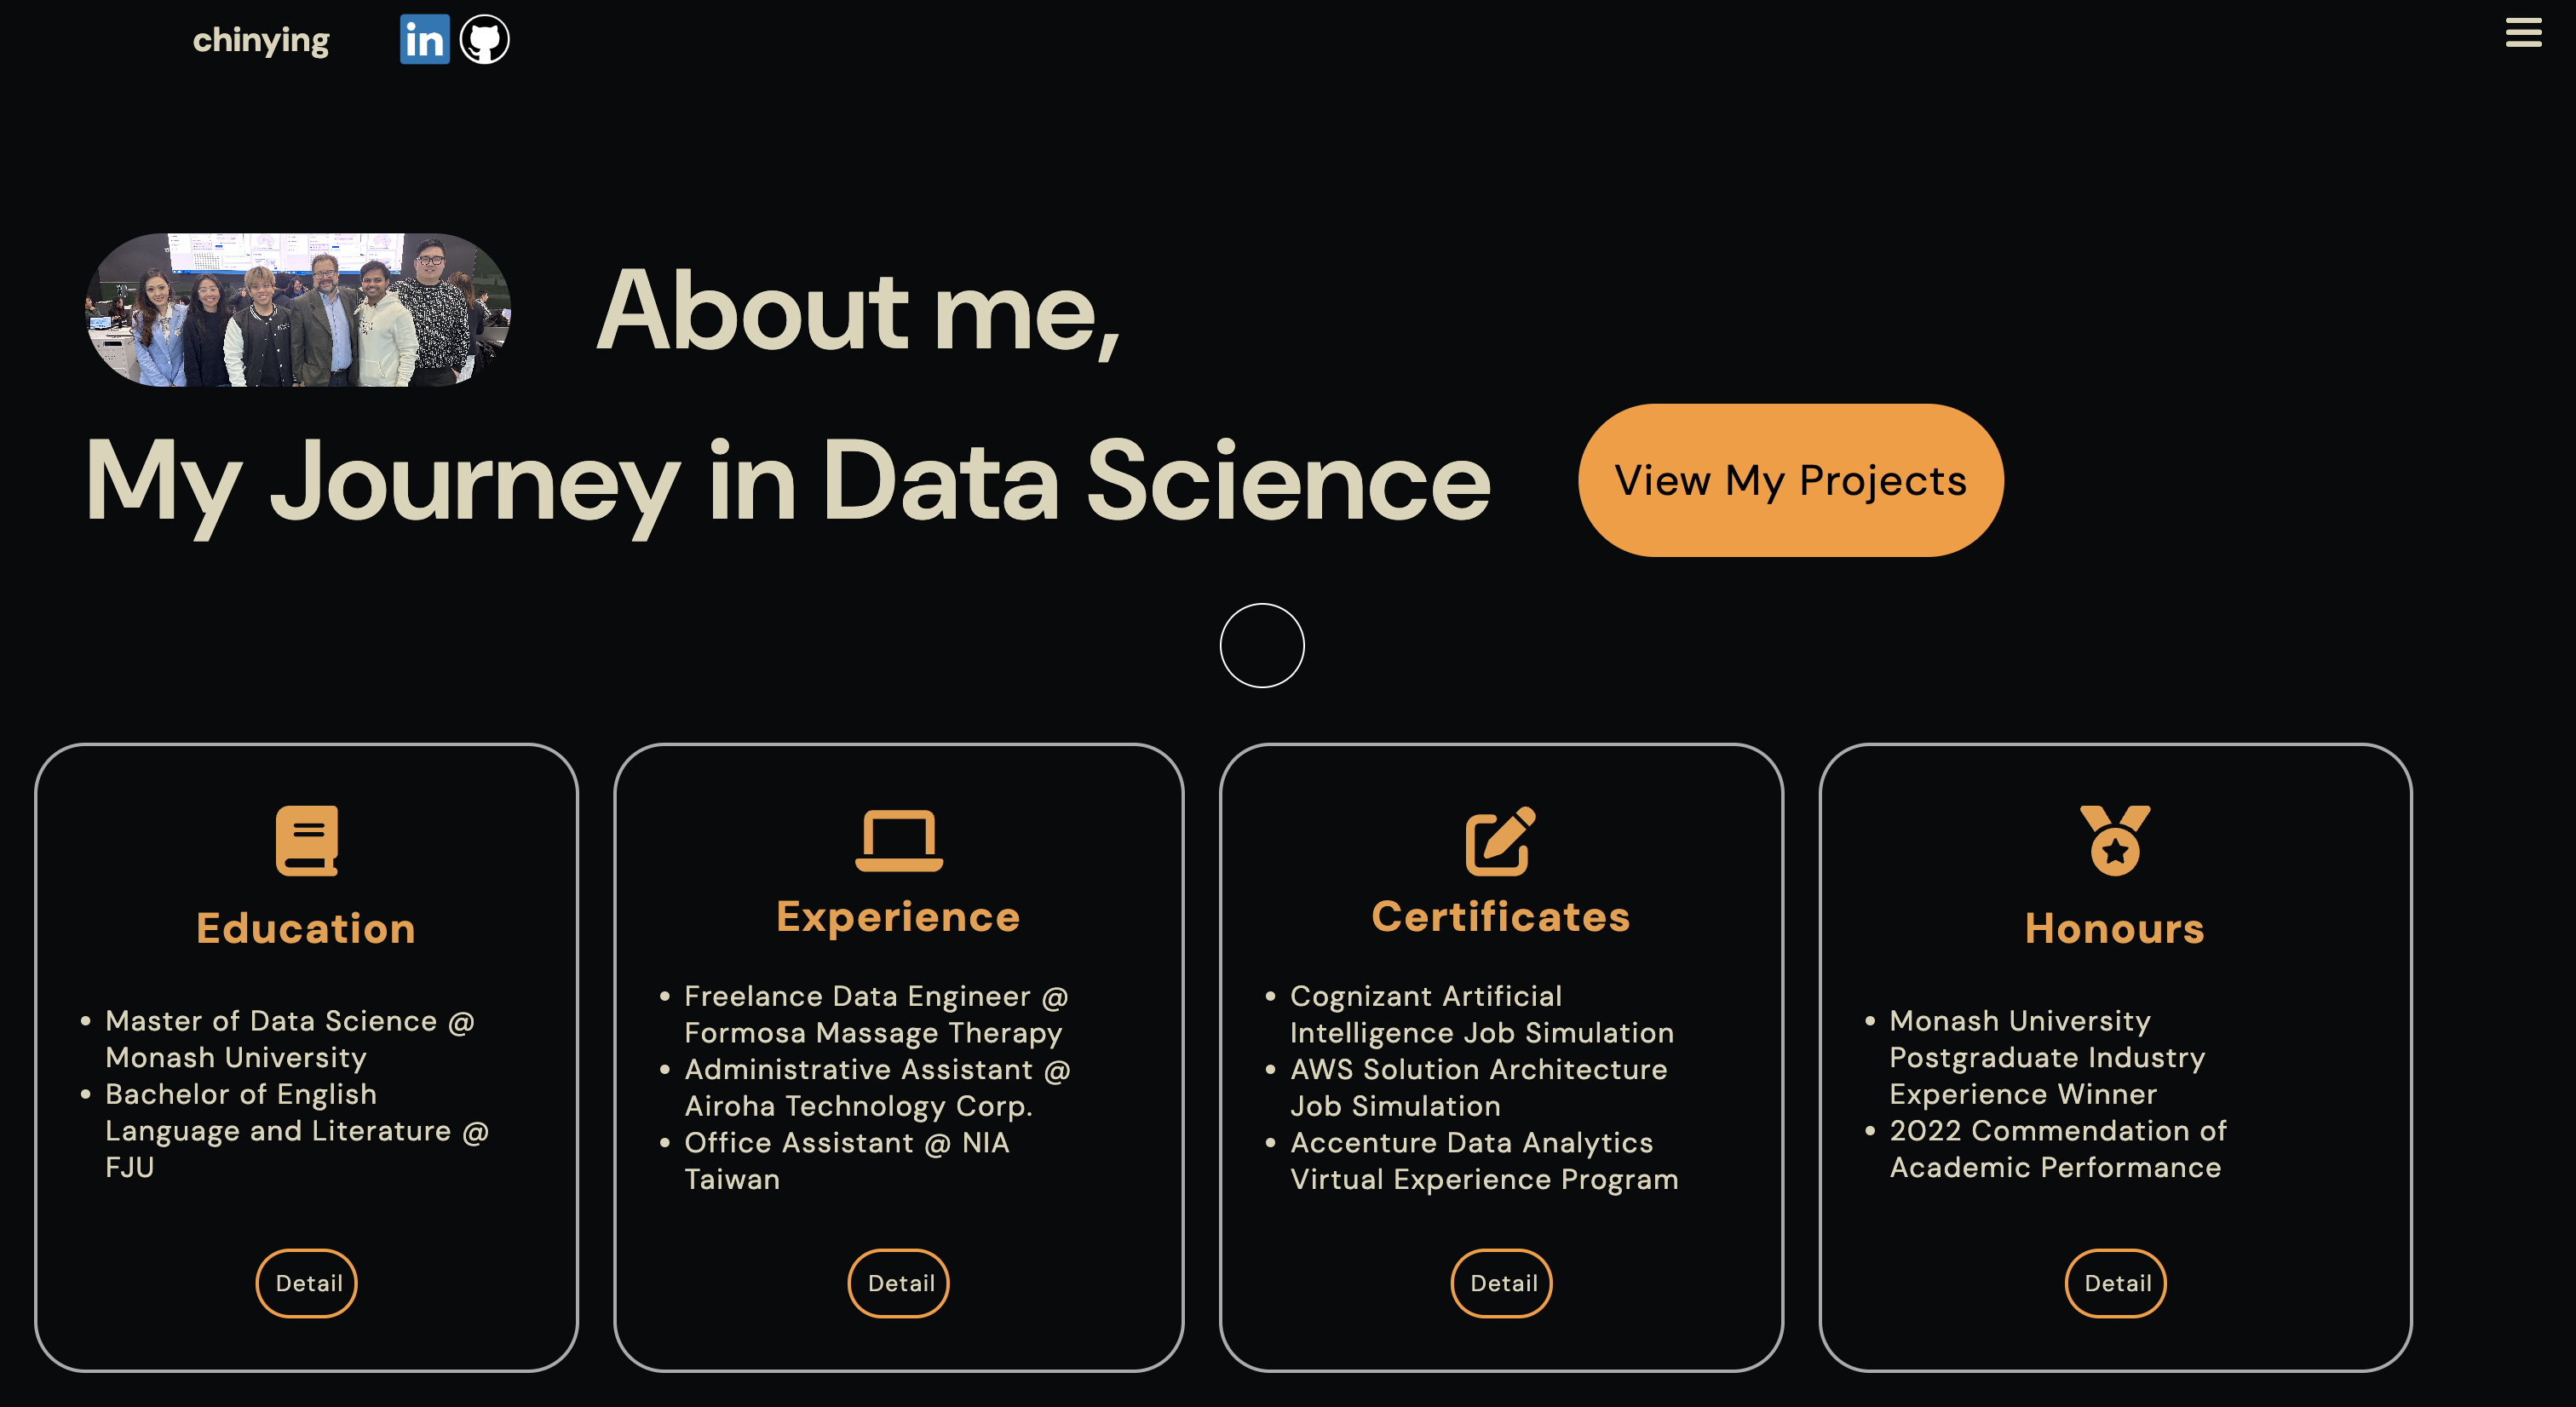 chinying
in
About me,
My Journey in Data Science
View My Projects
Education
Master of Data Science @
Monash University
Bachelor of English
Language and Literature @
FJU
Detail
Experience
Freelance Data Engineer @
Formosa Massage Therapy
Administrative Assistant @
Airoha Technology Corp.
Office Assistant @ NIA
Taiwan
Detail
Certificates
Cognizant Artificial
Intelligence Job Simulation
AWS Solution Architecture
Job Simulation
Accenture Data Analytics
Virtual Experience Program
Detail
Honours
Monash University
Postgraduate Industry
Experience Winner
2022 Commendation of
Academic Performance
Detail